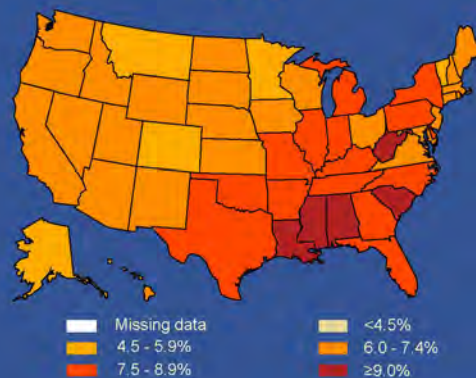 Missing data
<4.5%
4.5 - 5.9%
6.0 - 7.4%
7.5 - 8.9%
≥9.0%